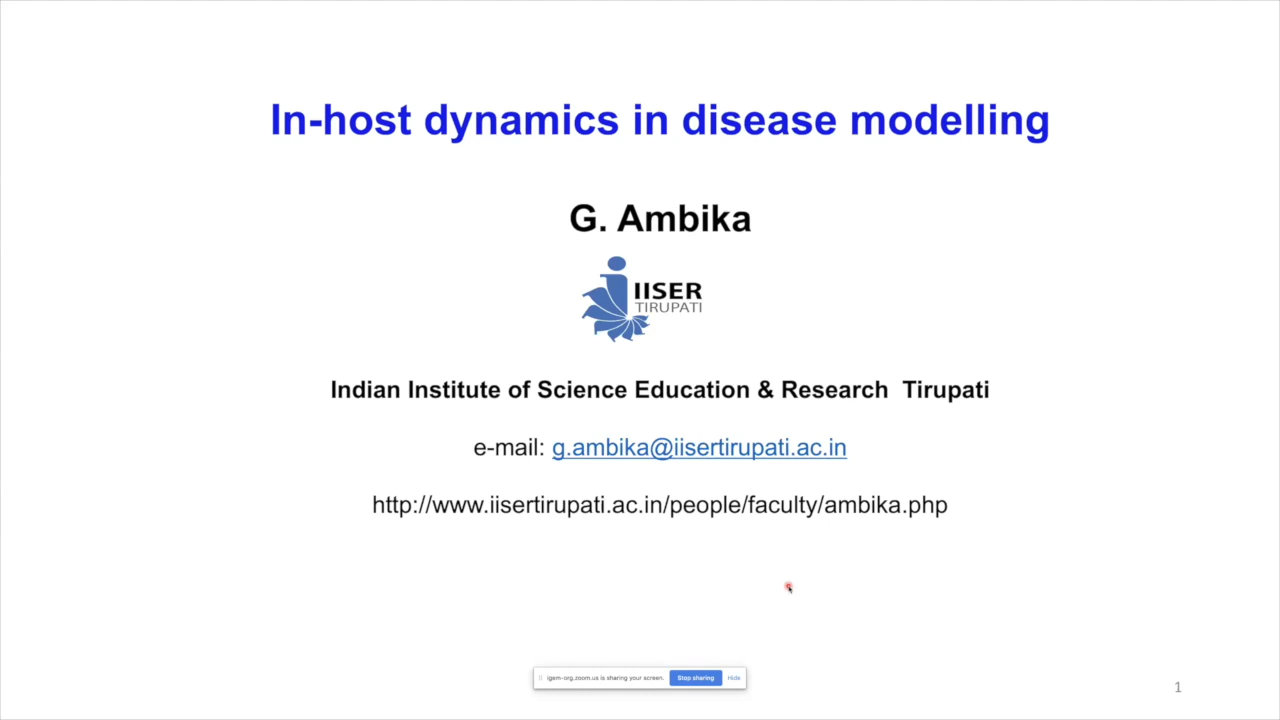 In-host dynamics in disease modelling
G. Ambika
IISER
TIRUPATI
Indian Institute of Science Education & Research Tirupati
e-mail: g.ambika@iisertirupati.ac.in
http://www.iisertirupati.ac.in/people/faculty/ambika.php
igem-org.zoom.us is sharing your screen. Stop sharing Hide
1